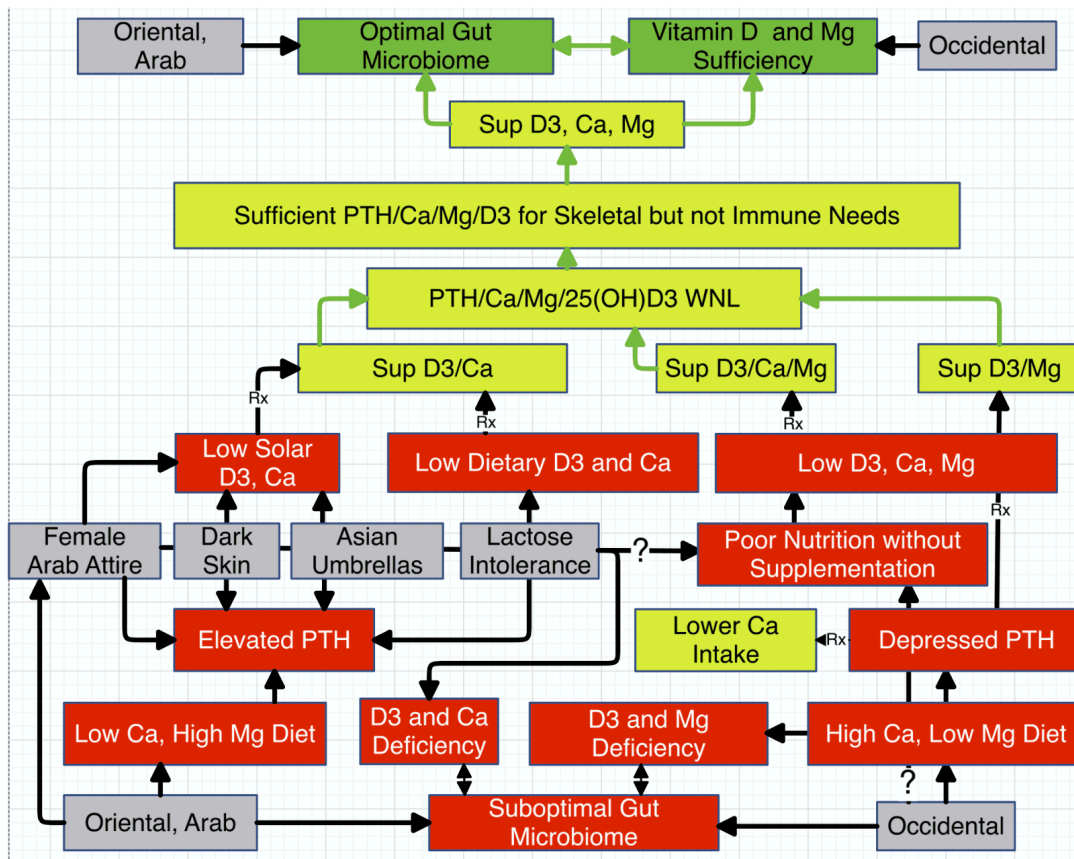 Oriental,
Arab
Optimal Gut
Microbiome
Vitamin D and Mg
Sufficiency
Occidental
Sup D3, Ca, Mg
Sufficient PTH/Ca/Mg/D3 for Skeletal but not Immune Needs
PTH/Ca/Mg/25(OH)D3 WNL
Sup D3/Ca
Sup D3/Ca/Mg
Sup D3/Mg
Rx
Rx
Rx
Low Solar
D3, Ca
Low Dietary D3 and Ca
Low D3, Ca, Mg
Rx
Female
Arab Attire
Dark
Skin
Asian
Umbrellas
Lactose
Intolerance
?
Poor Nutrition without
Supplementation
Elevated PTH
Lower Ca
Intake
Rx
Depressed PTH
Low Ca, High Mg Diet
D3 and Ca
Deficiency
D3 and Mg
Deficiency
High Ca, Low Mg Diet
?
Oriental, Arab
Suboptimal Gut
Microbiome
Occidental